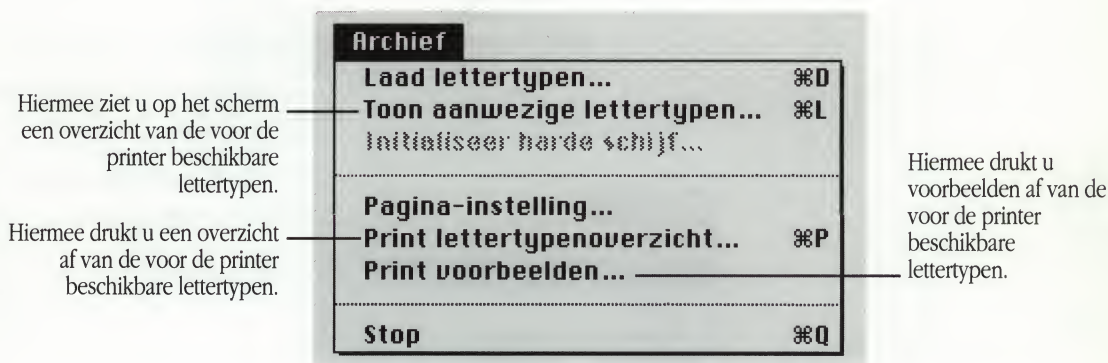 Archief
Laad lettertypen... ⌘D
Toon aanwezige lettertypen... ⌘L
Initialiseer harde schijf...
Pagina-instelling...
Print lettertypenoverzicht... ⌘P
Print voorbeelden...
Stop ⌘Q
Hiermee ziet u op het scherm
een overzicht van de voor de
printer beschikbare
lettertypen.
Hiermee drukt u een overzicht
af van de voor de printer
beschikbare lettertypen.
Hiermee drukt u
voorbeelden af van de
voor de printer
beschikbare
lettertypen.